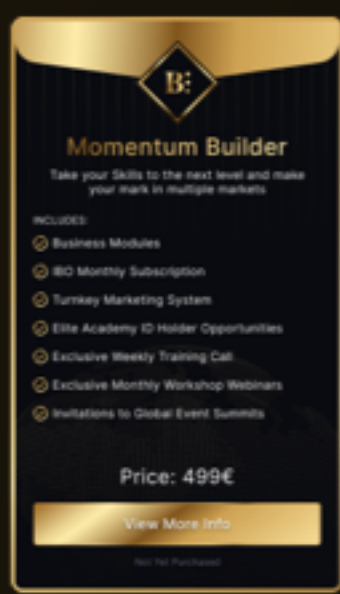 B
Momentum Builder
Take your Skills to the next level and make
your mark in multiple markets
INCLUDES:
Business Modules
IBO Monthly Subscription
Turnkey Marketing System
Elite Academy ID Holder Opportunities
Exclusive Weekly Training Call
Exclusive Monthly Workshop Webinars
Invitations to Global Event Summits
Price: 499€
View More Info
Not Yet Purchased